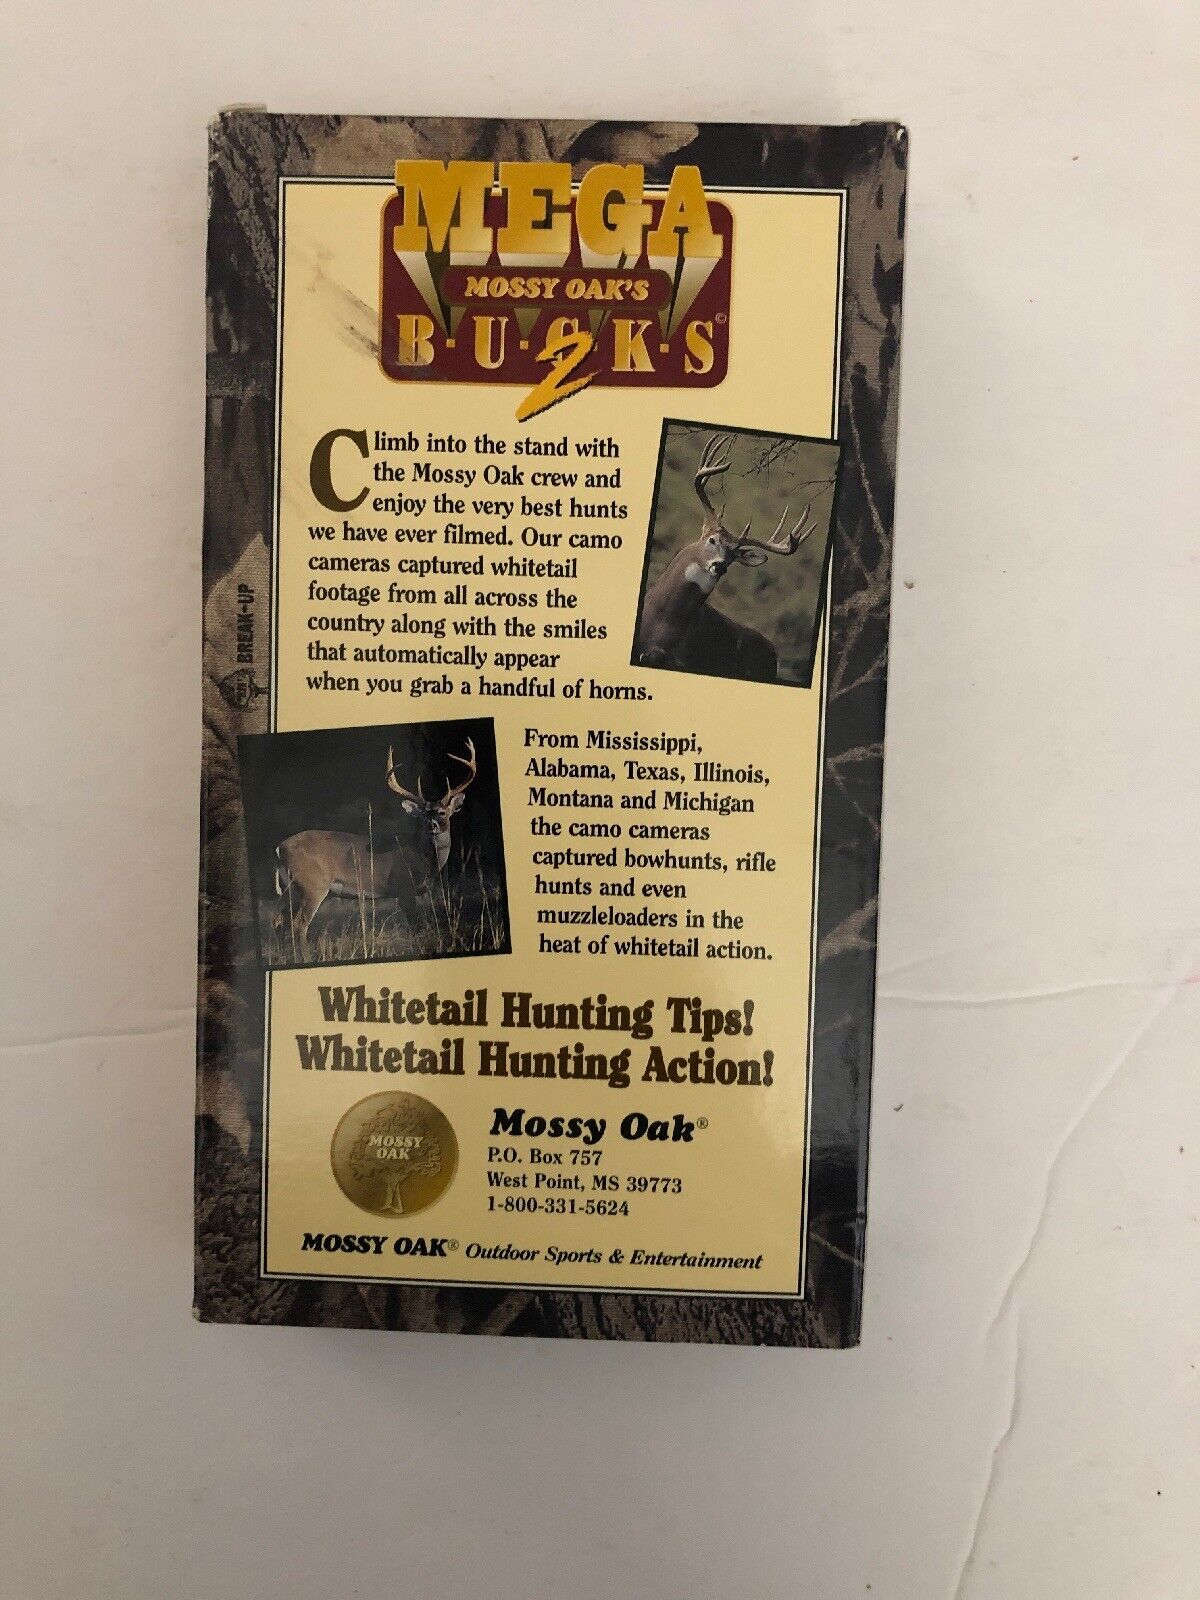 MEGA
MOSSY OAK'S
B·U·C·K·S©
2
Climb into the stand with
the Mossy Oak crew and
enjoy the very best hunts
we have ever filmed. Our camo
cameras captured whitetail
footage from all across the
country along with the smiles
that automatically appear
when you grab a handful of horns.
BREAK-UP
From Mississippi,
Alabama, Texas, Illinois,
Montana and Michigan
the camo cameras
captured bowhunts, rifle
hunts and even
muzzleloaders in the
heat of whitetail action.
Whitetail Hunting Tips!
Whitetail Hunting Action!
MOSSY
OAK
Mossy Oak®
P.O. Box 757
West Point, MS 39773
1-800-331-5624
MOSSY OAK® Outdoor Sports & Entertainment